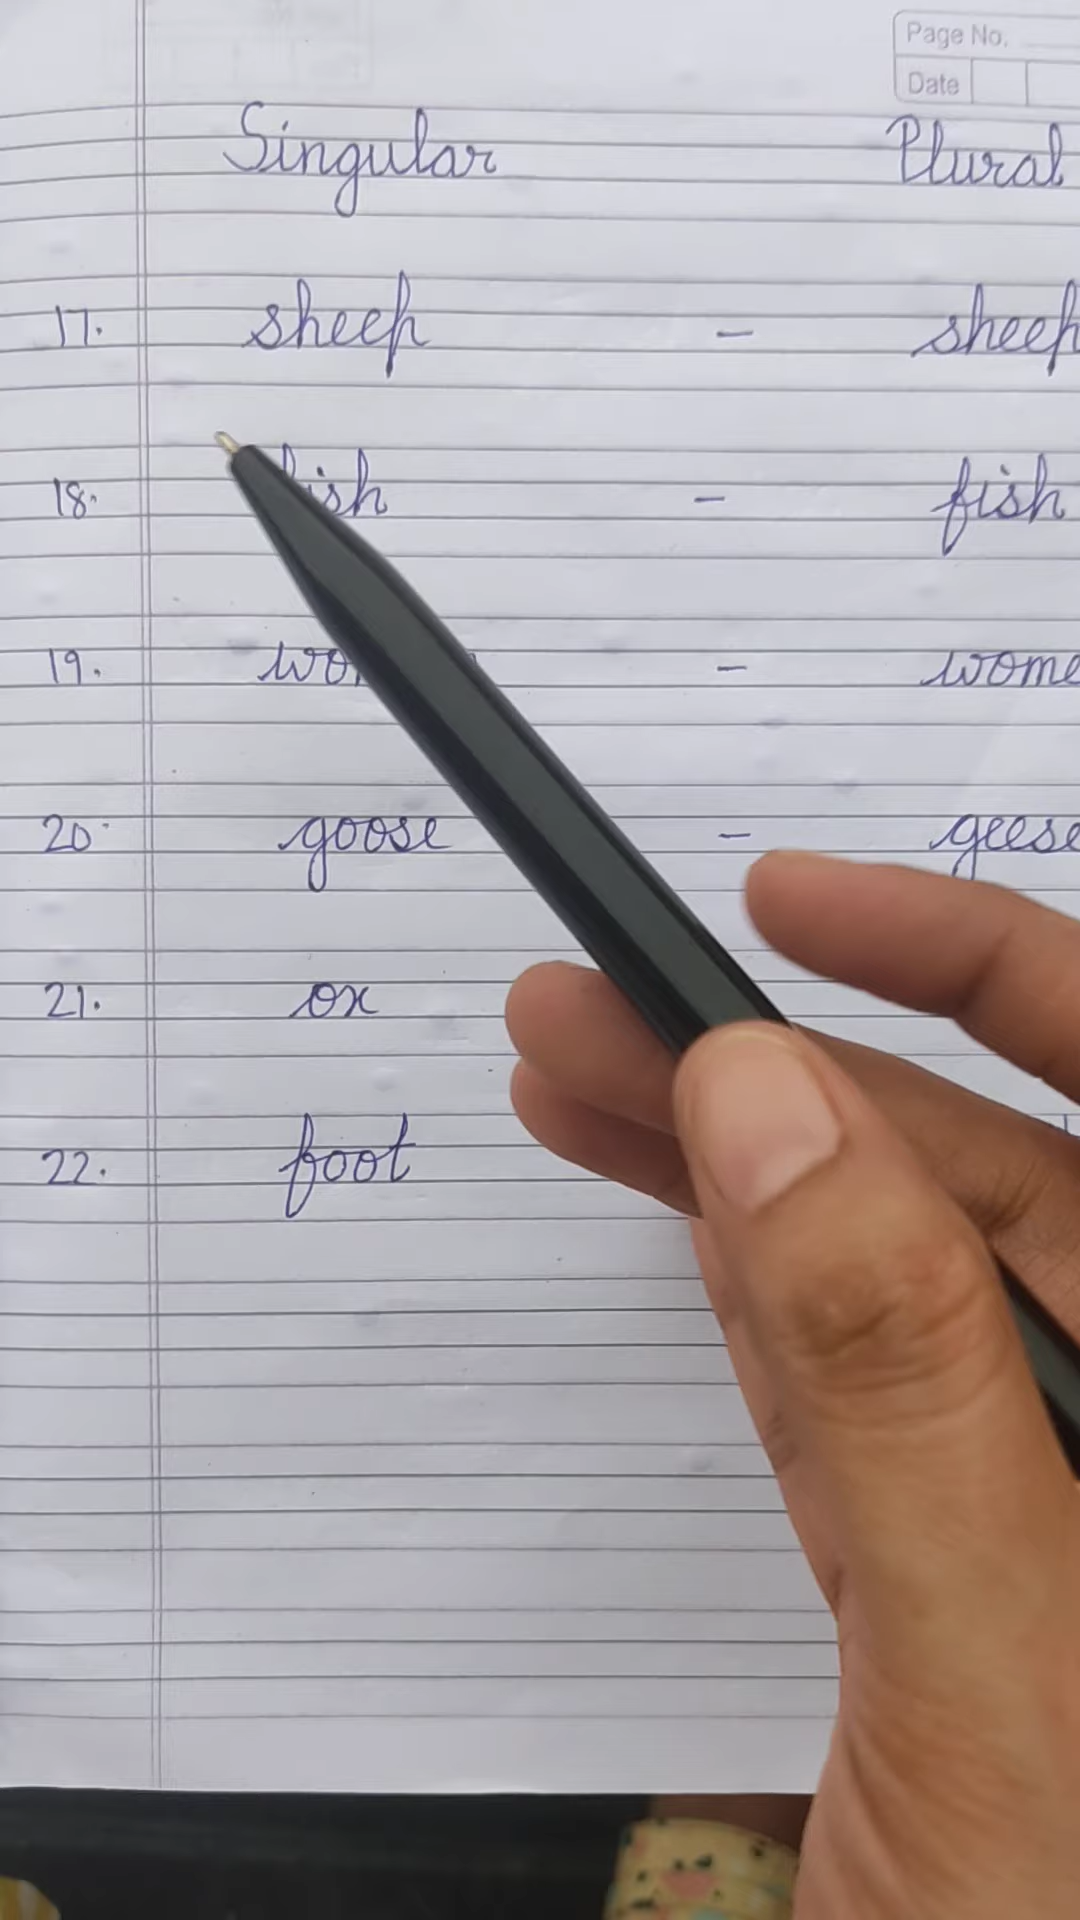 Page No.
Date
Singular Plural
17. sheep - sheep
18. fish - fish
19. -
20. goose - geese
21. ox
22. foot